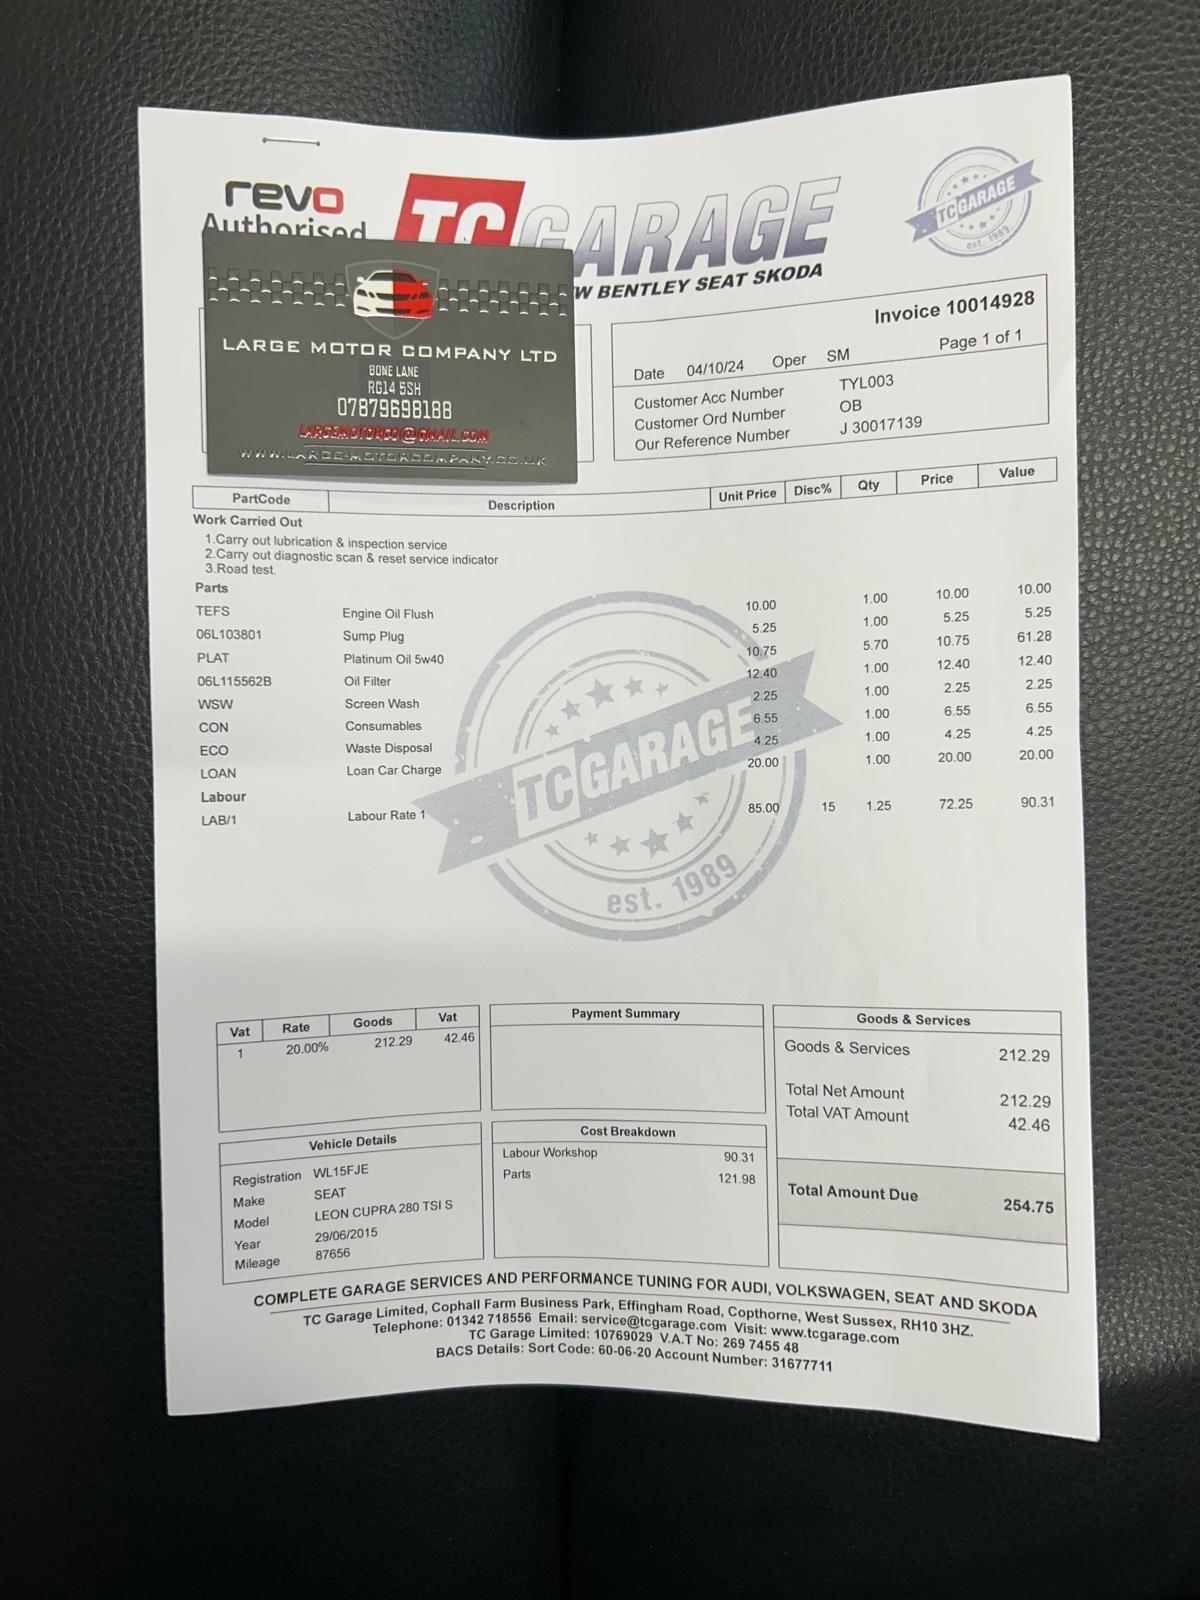 revo
Authorised
TCGARAGE
W BENTLEY SEAT SKODA
TCGARAGE
est. 1989
LARGE MOTOR COMPANY LTD
BONE LANE
RG14 5SH
07879698188
LARGEMOTORCO@GMAIL.COM
WWW.LARGE-MOTORCOMPANY.CO.UK
Invoice 10014928
Page 1 of 1
Date 04/10/24 Oper SM
Customer Acc Number TYL003
Customer Ord Number OB
Our Reference Number J 30017139
PartCode Description Unit Price Disc% Qty Price Value
Work Carried Out
1.Carry out lubrication & inspection service
2.Carry out diagnostic scan & reset service indicator
3.Road test.
Parts
TEFS Engine Oil Flush 10.00 1.00 10.00 10.00
06L103801 Sump Plug 5.25 1.00 5.25 5.25
PLAT Platinum Oil 5w40 10.75 5.70 10.75 61.28
06L115562B Oil Filter 12.40 1.00 12.40 12.40
WSW Screen Wash 2.25 1.00 2.25 2.25
CON Consumables 6.55 1.00 6.55 6.55
ECO Waste Disposal 4.25 1.00 4.25 4.25
LOAN Loan Car Charge 20.00 1.00 20.00 20.00
Labour
LAB/1 Labour Rate 1 85.00 15 1.25 72.25 90.31
TCGARAGE
est. 1989
Vat Rate Goods Vat
1 20.00% 212.29 42.46
Payment Summary
Goods & Services
Goods & Services 212.29
Total Net Amount 212.29
Total VAT Amount 42.46
Total Amount Due 254.75
Vehicle Details
Registration WL15FJE
Make SEAT
Model LEON CUPRA 280 TSI S
Year 29/06/2015
Mileage 87656
Cost Breakdown
Labour Workshop 90.31
Parts 121.98
COMPLETE GARAGE SERVICES AND PERFORMANCE TUNING FOR AUDI, VOLKSWAGEN, SEAT AND SKODA
TC Garage Limited, Cophall Farm Business Park, Effingham Road, Copthorne, West Sussex, RH10 3HZ.
Telephone: 01342 718556 Email: service@tcgarage.com Visit: www.tcgarage.com
TC Garage Limited: 10769029 V.A.T No: 269 7455 48
BACS Details: Sort Code: 60-06-20 Account Number: 31677711